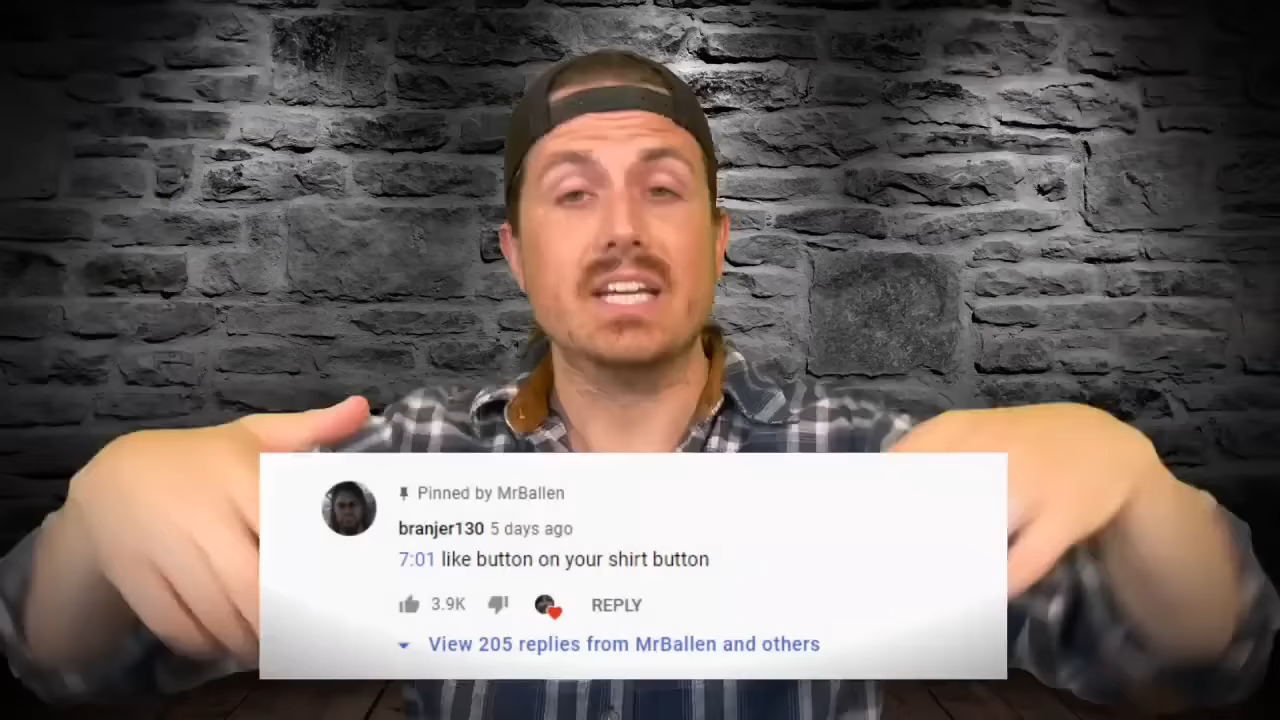 Pinned by MrBallen
branjer130 5 days ago
7:01 like button on your shirt button
3.9K REPLY
View 205 replies from MrBallen and others